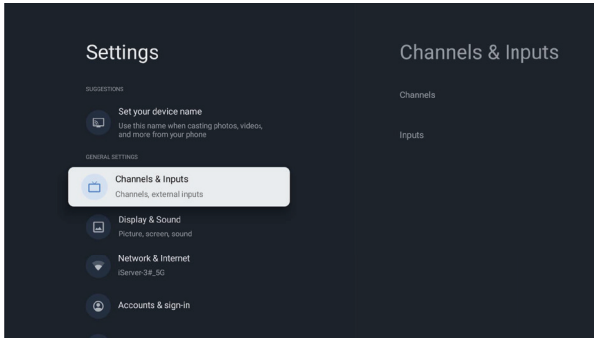 Settings
SUGGESTIONS
Set your device name
Use this name when casting photos, videos,
and more from your phone
GENERAL SETTINGS
Channels & Inputs
Channels, external inputs
Display & Sound
Picture, screen, sound
Network & Internet
iServer-3#_5G
Accounts & sign-in
Channels & Inputs
Channels
Inputs